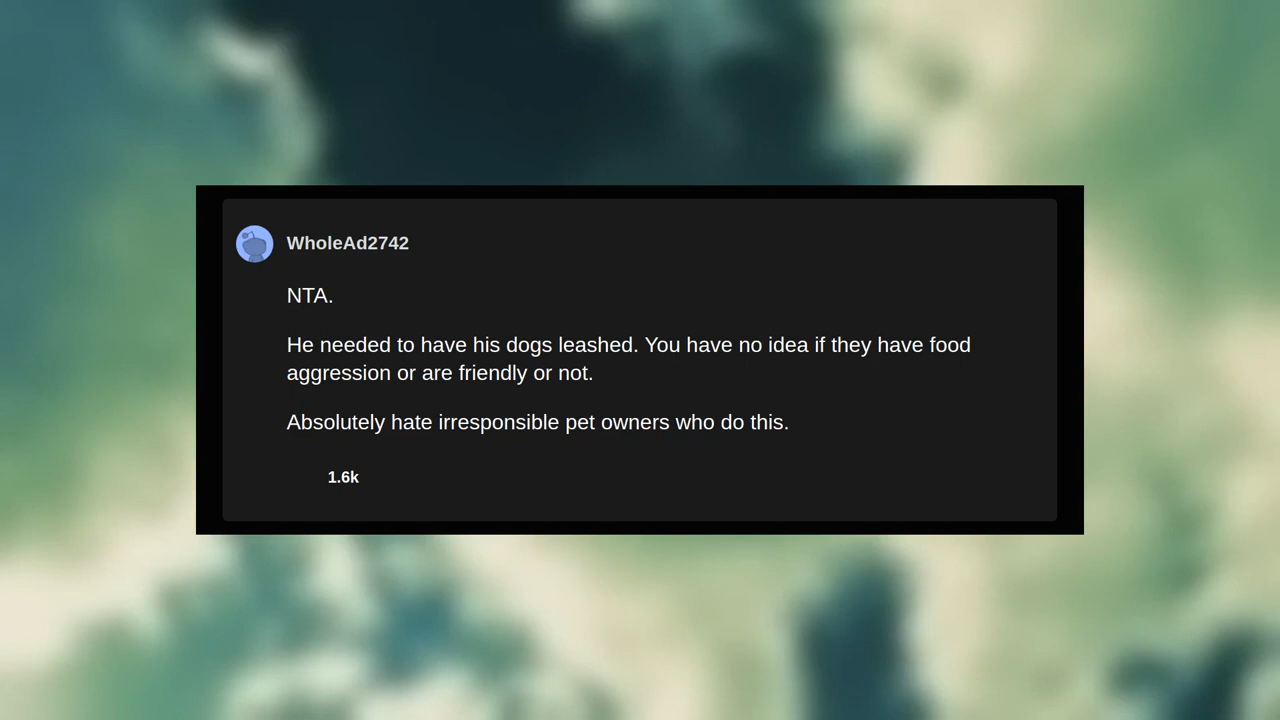 WholeAd2742
NTA.
He needed to have his dogs leashed. You have no idea if they have food
aggression or are friendly or not.
Absolutely hate irresponsible pet owners who do this.
1.6k